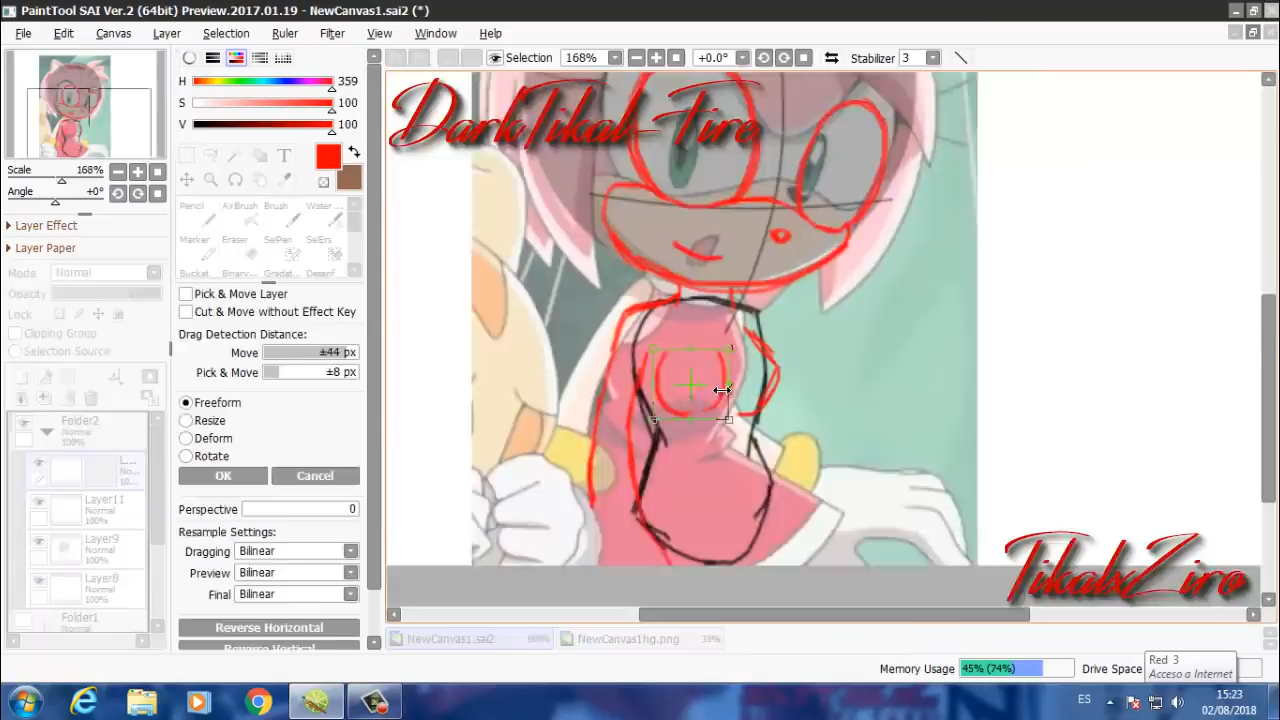 PaintTool SAI Ver.2 (64bit) Preview.2017.01.19 - NewCanvas1.sai2 (*)
File Edit Canvas Layer Selection Ruler Filter View Window Help
Selection 168% +0.0° Stabilizer 3
H 359
S 100
V 100
DarkTikal-Tire
Scale 168%
Angle +0°
T
Layer Effect
Layer Paper
Mode Normal
Opacity 100%
Lock
Clipping Group
Selection Source
Pencil AirBrush Brush Water
Marker Eraser SelPen SelErs
Bucket Binary Gradat
Pick & Move Layer
Cut & Move without Effect Key
Drag Detection Distance:
Move ±44 px
Pick & Move ±8 px
Freeform
Resize
Deform
Rotate
OK Cancel
Perspective 0
Resample Settings:
Dragging Bilinear
Preview Bilinear
Final Bilinear
Reverse Horizontal
Reverse Vertical
Folder2
Normal
100%
Layer11
Normal
100%
Layer9
Normal
100%
Layer8
Normal
100%
Folder1
Normal
TikalxZiro
NewCanvas1.sai2 168% NewCanvas1hg.png 33%
Memory Usage 45% (74%) Drive Space
Red 3
Acceso a Internet
ES
15:23
02/08/2018